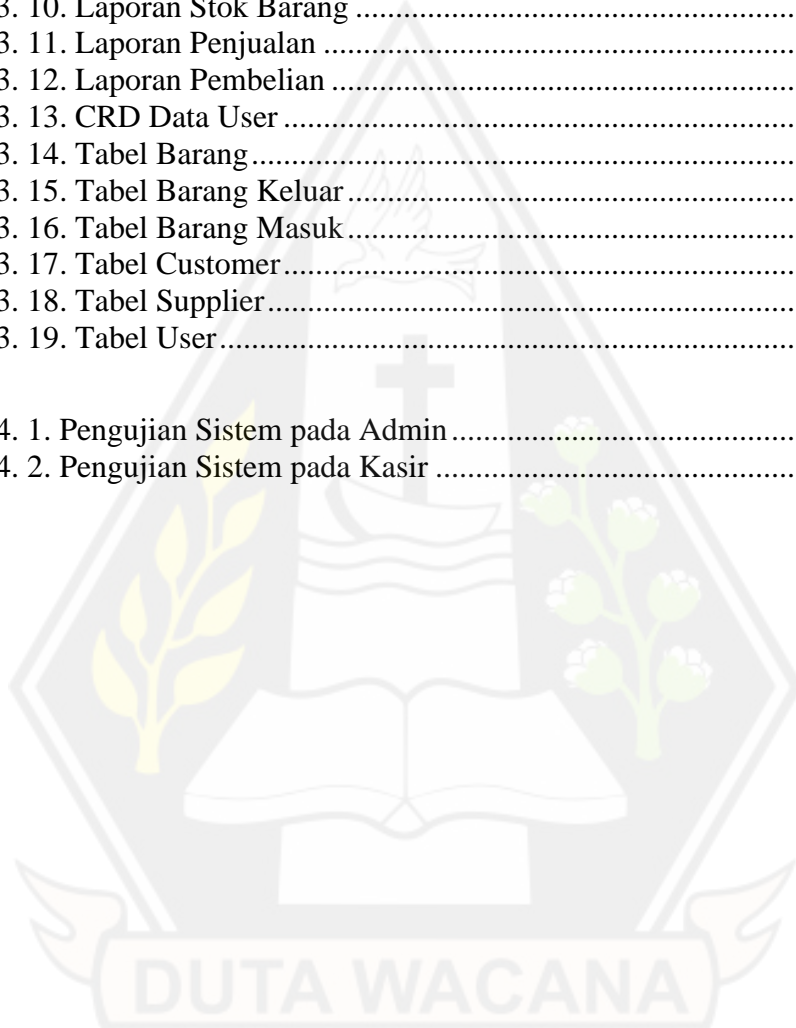 3. 10. Laporan Stok Barang ........................................................
3. 11. Laporan Penjualan ............................................................
3. 12. Laporan Pembelian ...........................................................
3. 13. CRD Data User .................................................................
3. 14. Tabel Barang.....................................................................
3. 15. Tabel Barang Keluar.........................................................
3. 16. Tabel Barang Masuk.........................................................
3. 17. Tabel Customer.................................................................
3. 18. Tabel Supplier...................................................................
3. 19. Tabel User.........................................................................
4. 1. Pengujian Sistem pada Admin............................................
4. 2. Pengujian Sistem pada Kasir ..............................................
DUTA WACANA